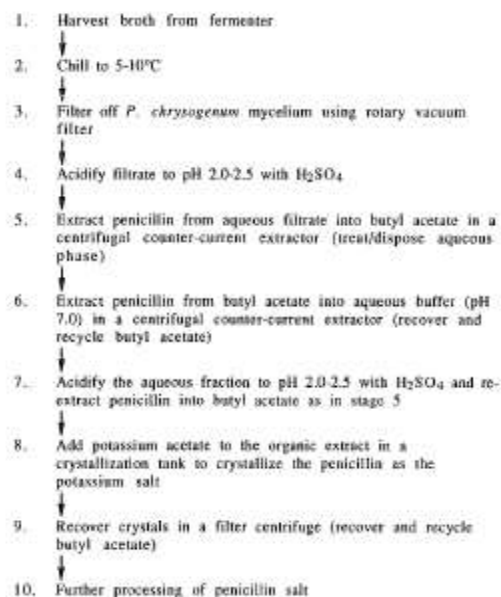 1. Harvest broth from fermenter
2. Chill to 5-10°C
3. Filter off P. chrysogenum mycelium using rotary vacuum
filter
4. Acidify filtrate to pH 2.0-2.5 with H₂SO₄
5. Extract penicillin from aqueous filtrate into butyl acetate in a
centrifugal counter-current extractor (treat/dispose aqueous
phase)
6. Extract penicillin from butyl acetate into aqueous buffer (pH
7.0) in a centrifugal counter-current extractor (recover and
recycle butyl acetate)
7. Acidify the aqueous fraction to pH 2.0-2.5 with H₂SO₄ and re-
extract penicillin into butyl acetate as in stage 5
8. Add potassium acetate to the organic extract in a
crystallization tank to crystallize the penicillin as the
potassium salt
9. Recover crystals in a filter centrifuge (recover and recycle
butyl acetate)
10. Further processing of penicillin salt